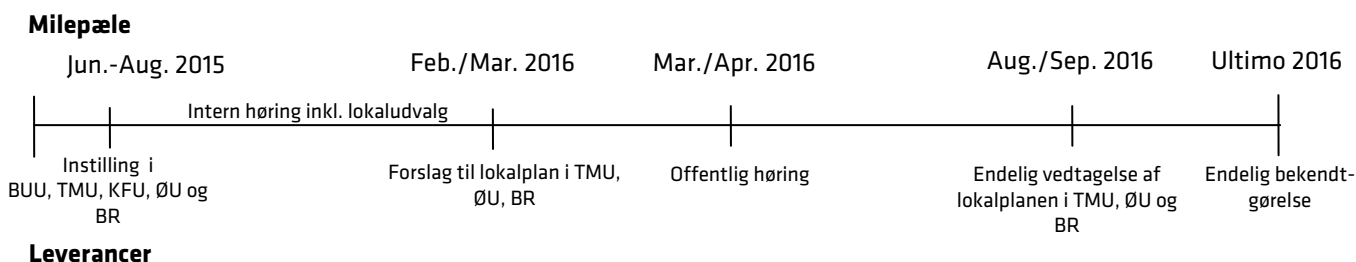 Milepæle
Jun.-Aug. 2015
Feb./Mar. 2016
Mar./Apr. 2016
Aug./Sep. 2016
Ultimo 2016
Intern høring inkl. lokaludvalg
Instilling i
BUU, TMU, KFU, ØU og
BR
Forslag til lokalplan i TMU,
ØU, BR
Offentlig høring
Endelig vedtagelse af
lokalplanen i TMU, ØU og
BR
Endelig bekendt-
gørelse
Leverancer